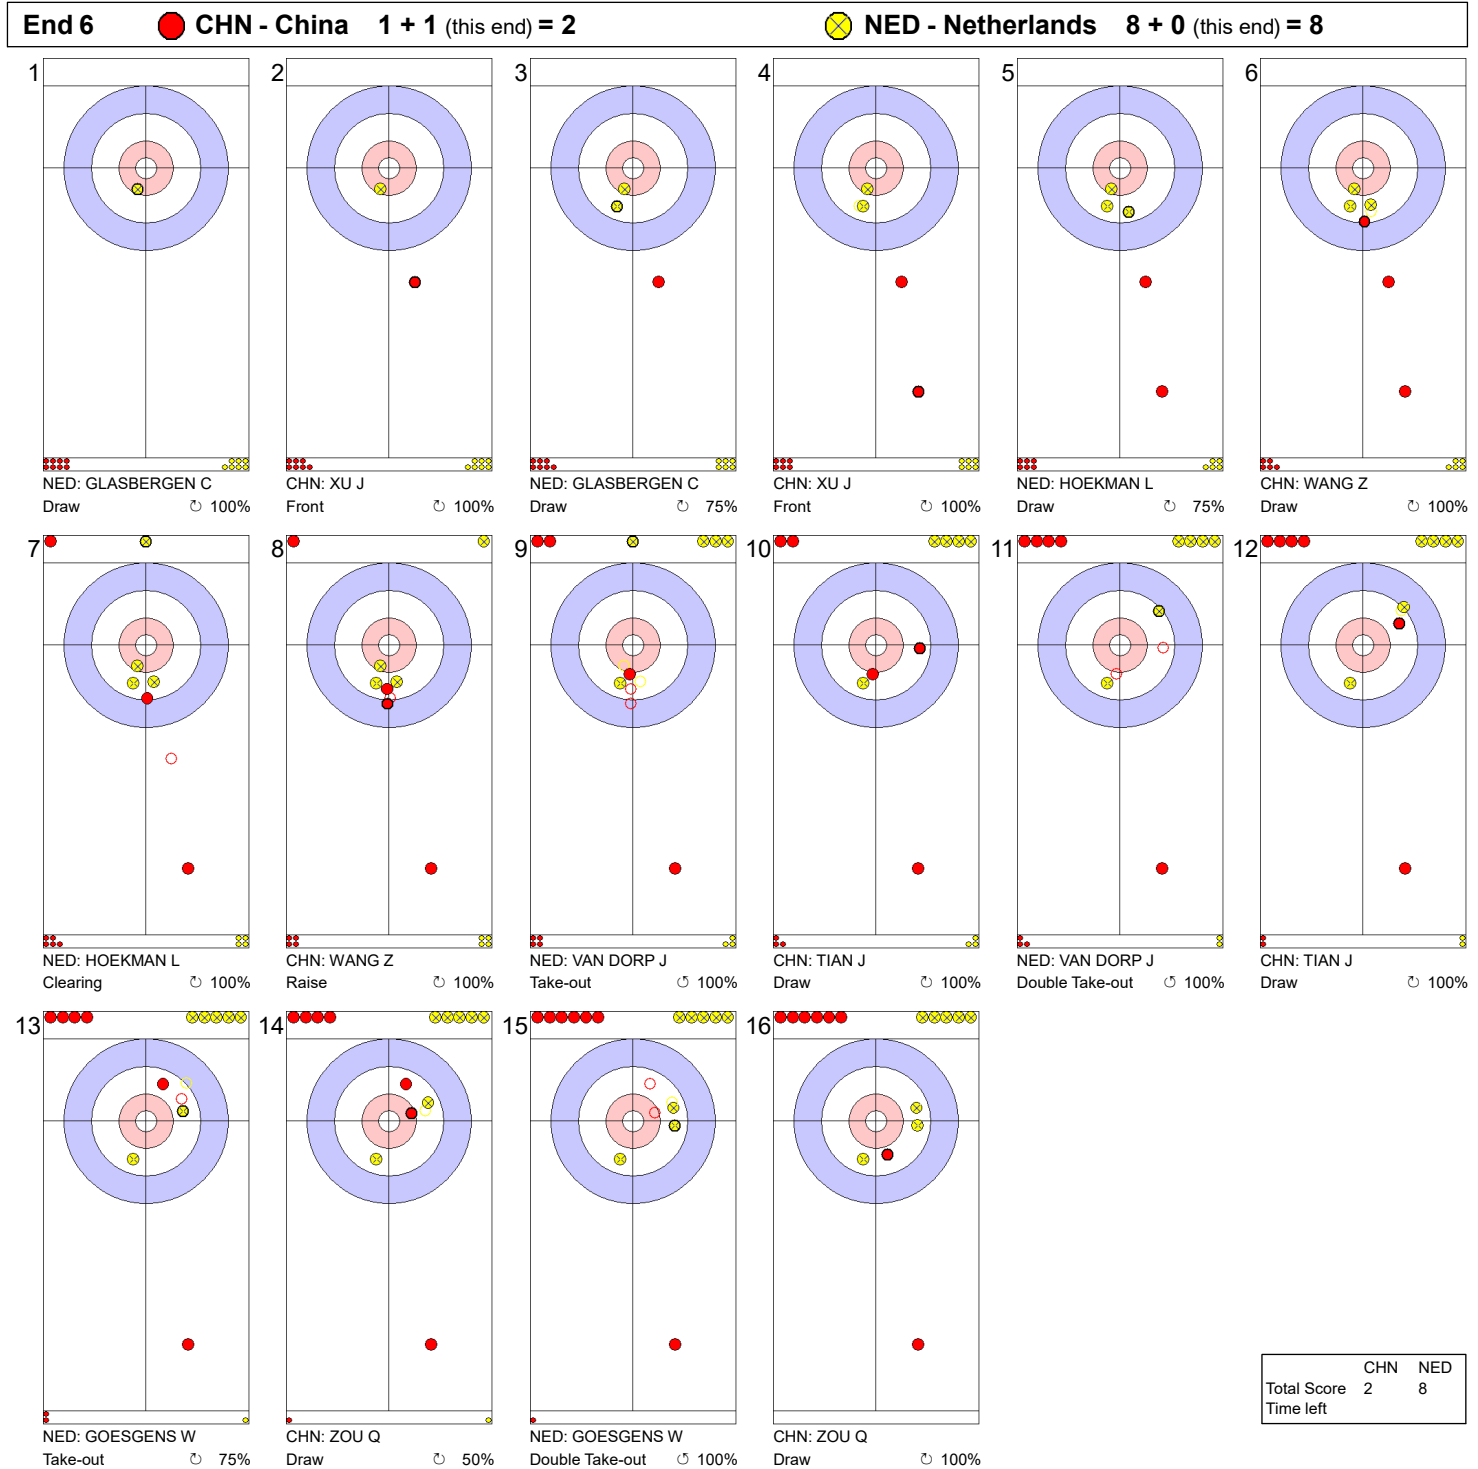 End 6 CHN - China 1 + 1 (this end) = 2 NED - Netherlands 8 + 0 (this end) = 8
1 2 3 4 5 6
NED: GLASBERGEN C CHN: XU J NED: GLASBERGEN C CHN: XU J NED: HOEKMAN L CHN: WANG Z
Draw ↻ 100% Front ↻ 100% Draw ↻ 75% Front ↻ 100% Draw ↻ 75% Draw ↻ 100%
7 8 9 10 11 12
NED: HOEKMAN L CHN: WANG Z NED: VAN DORP J CHN: TIAN J NED: VAN DORP J CHN: TIAN J
Clearing ↻ 100% Raise ↻ 100% Take-out ↺ 100% Draw ↻ 100% Double Take-out ↺ 100% Draw ↻ 100%
13 14 15 16
NED: GOESGENS W CHN: ZOU Q NED: GOESGENS W CHN: ZOU Q
Take-out ↻ 75% Draw ↻ 50% Double Take-out ↺ 100% Draw ↻ 100%
CHN NED
Total Score 2 8
Time left